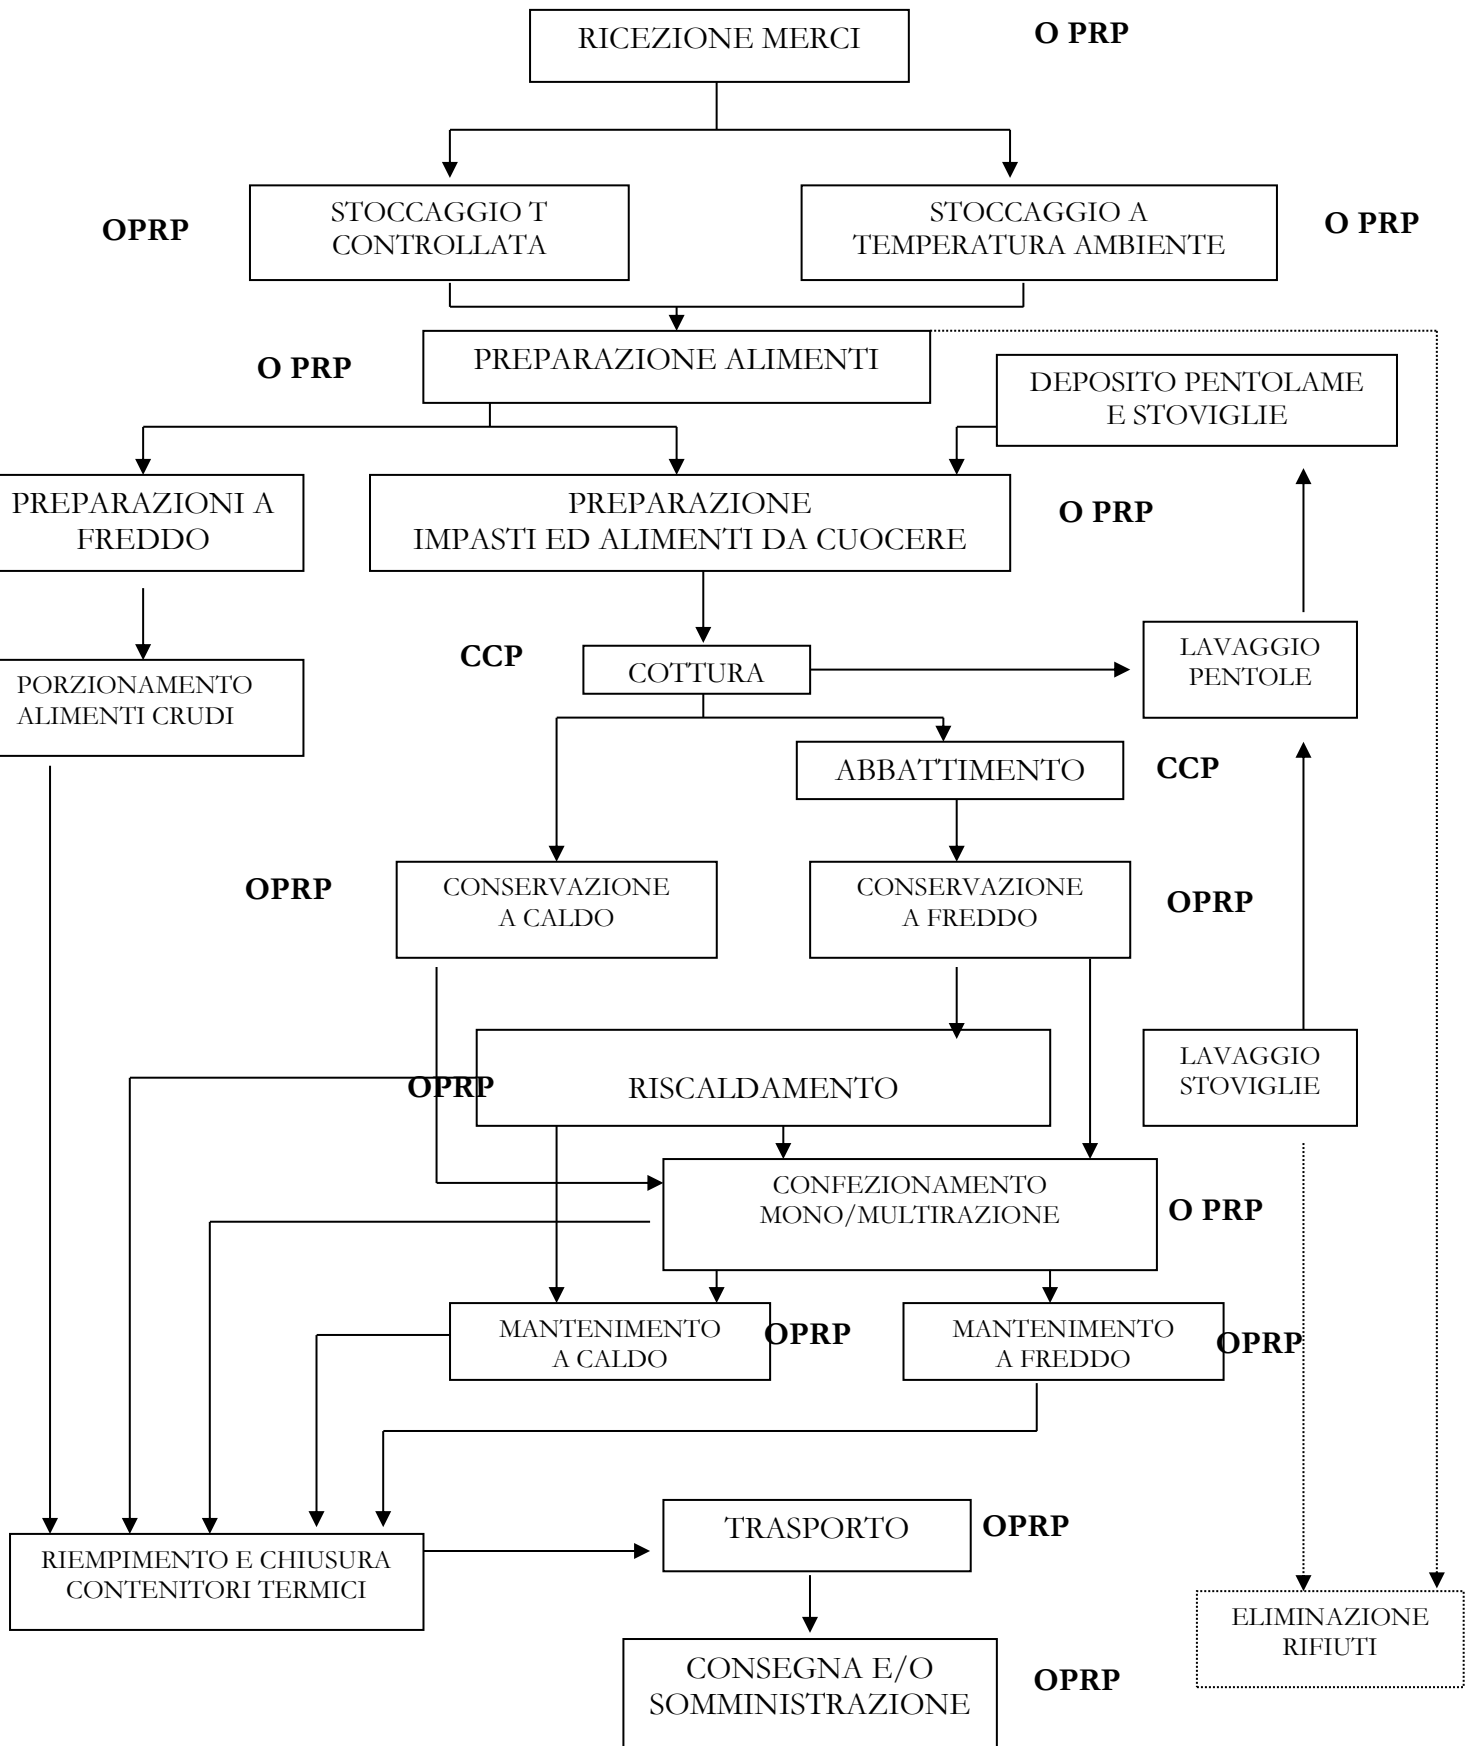 RICEZIONE MERCI
O PRP
OPRP
STOCCAGGIO T
CONTROLLATA
STOCCAGGIO A
TEMPERATURA AMBIENTE
O PRP
O PRP
PREPARAZIONE ALIMENTI
DEPOSITO PENTOLAME
E STOVIGLIE
PREPARAZIONI A
FREDDO
PREPARAZIONE
IMPASTI ED ALIMENTI DA CUOCERE
O PRP
PORZIONAMENTO
ALIMENTI CRUDI
CCP
COTTURA
LAVAGGIO
PENTOLE
ABBATTIMENTO
CCP
OPRP
CONSERVAZIONE
A CALDO
CONSERVAZIONE
A FREDDO
OPRP
OPRP
RISCALDAMENTO
LAVAGGIO
STOVIGLIE
CONFEZIONAMENTO
MONO/MULTIRAZIONE
O PRP
MANTENIMENTO
A CALDO
OPRP
MANTENIMENTO
A FREDDO
OPRP
RIEMPIMENTO E CHIUSURA
CONTENITORI TERMICI
TRASPORTO
OPRP
ELIMINAZIONE
RIFIUTI
CONSEGNA E/O
SOMMINISTRAZIONE
OPRP